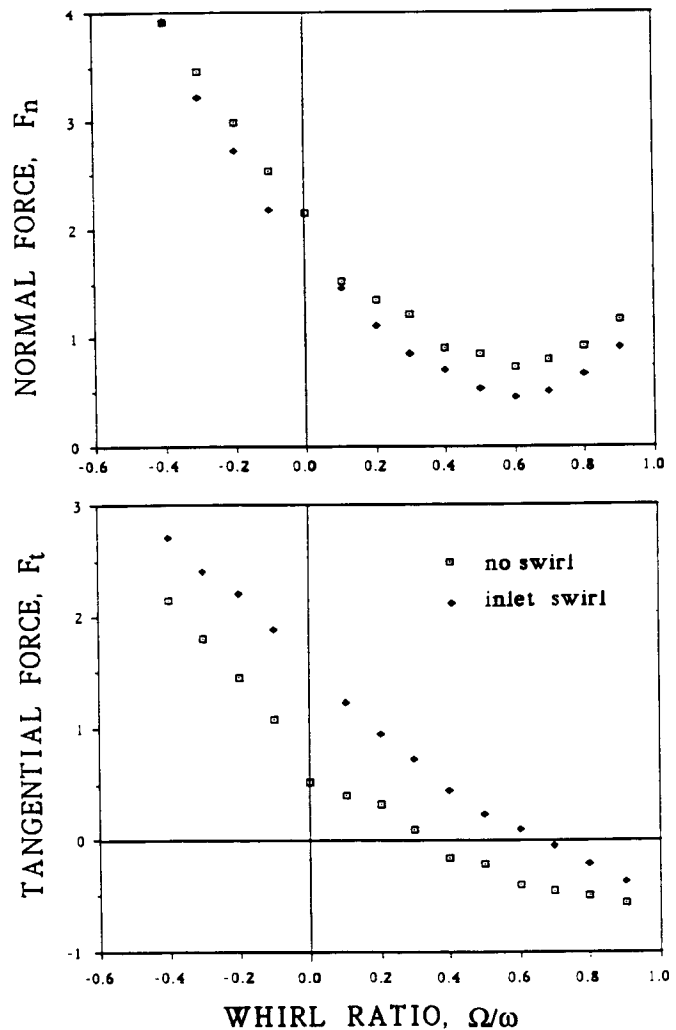 4
3
2
1
0
NORMAL FORCE, Fn
-0.6 -0.4 -0.2 0.0 0.2 0.4 0.6 0.8 1.0
3
2
1
0
-1
TANGENTIAL FORCE, Ft
no swirl
inlet swirl
-0.6 -0.4 -0.2 0.0 0.2 0.4 0.6 0.8 1.0
WHIRL RATIO, Ω/ω